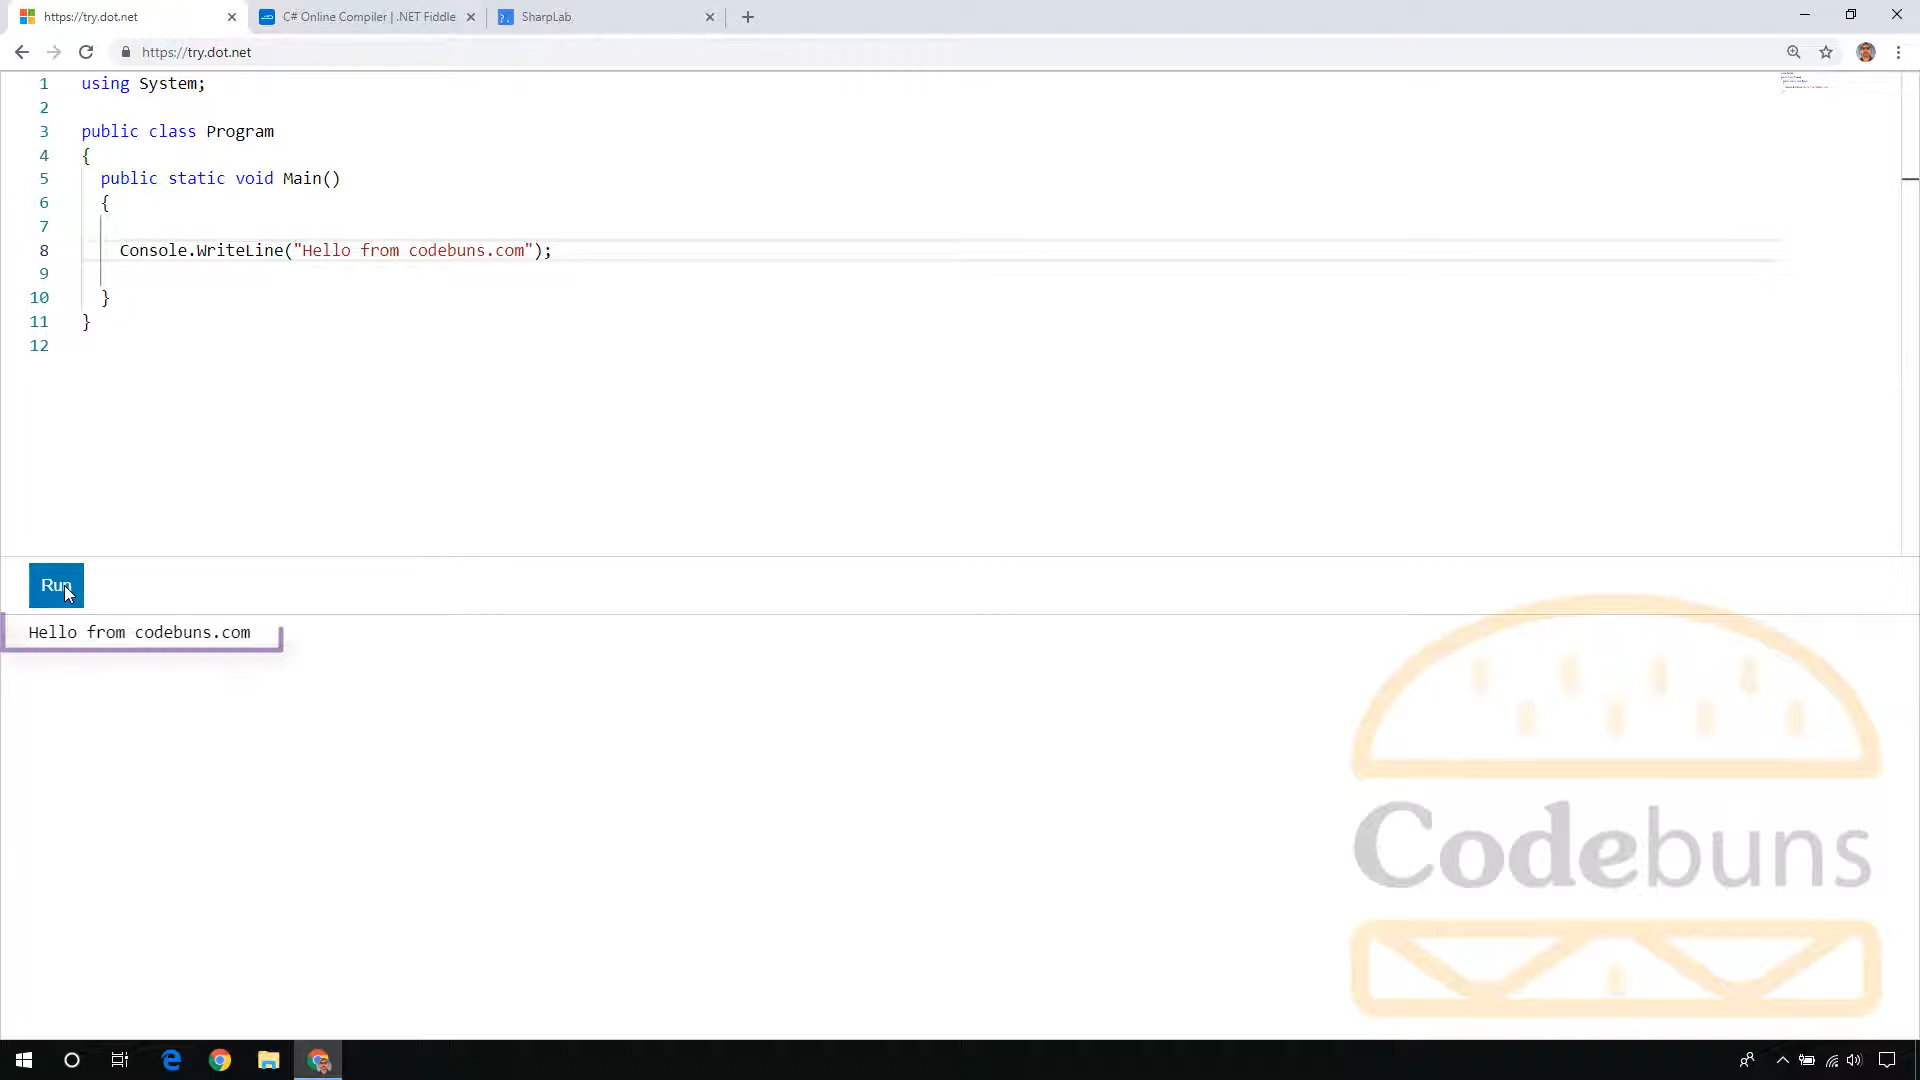 https://try.dot.net
C# Online Compiler | .NET Fiddle
SharpLab
https://try.dot.net
1 using System;
2
3 public class Program
4 {
5 public static void Main()
6 {
7
8 Console.WriteLine("Hello from codebuns.com");
9
10 }
11 }
12
Run
Hello from codebuns.com
Codebuns